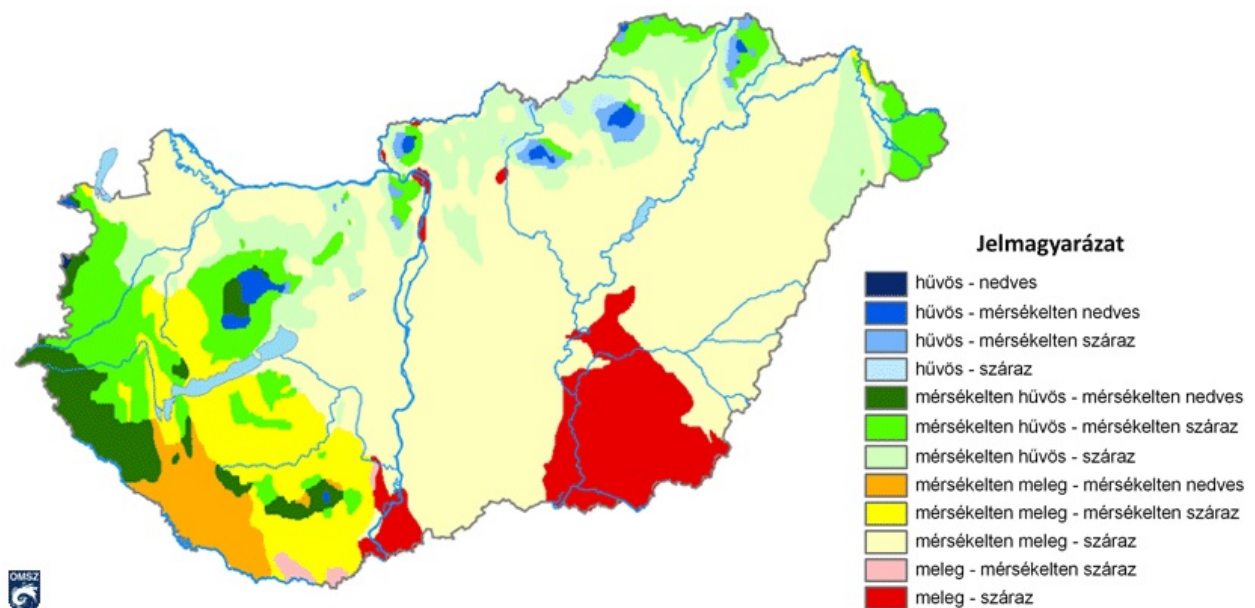 Jelmagyarázat
hűvös - nedves
hűvös - mérsékelten nedves
hűvös - mérsékelten száraz
hűvös - száraz
mérsékelten hűvös - mérsékelten nedves
mérsékelten hűvös - mérsékelten száraz
mérsékelten hűvös - száraz
mérsékelten meleg - mérsékelten nedves
mérsékelten meleg - mérsékelten száraz
mérsékelten meleg - száraz
meleg - mérsékelten száraz
meleg - száraz
OMSZ